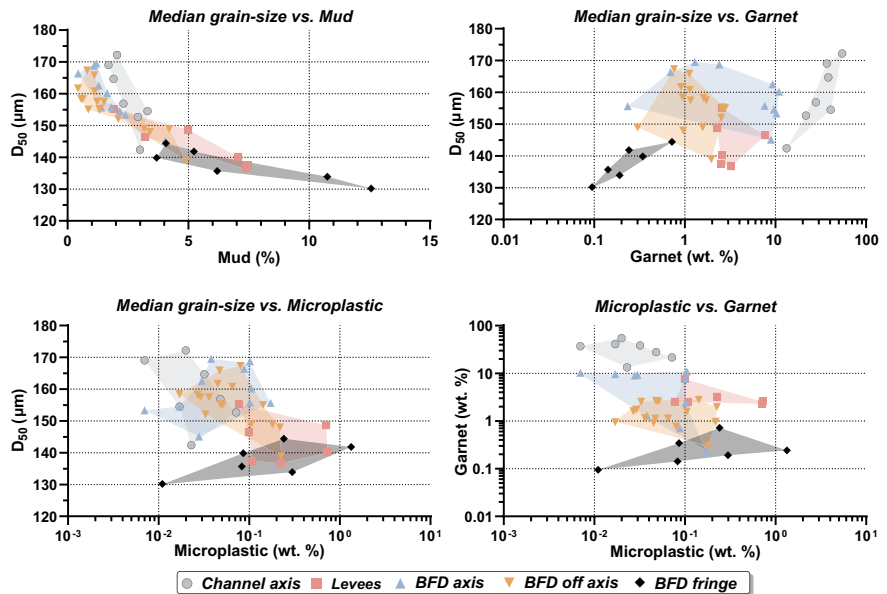 Median grain-size vs. Mud
180
170
160
150
140
130
120
D50 (µm)
0 5 10 15
Mud (%)
Median grain-size vs. Garnet
180
170
160
150
140
130
120
D50 (µm)
0.01 0.1 1 10 100
Garnet (wt. %)
Median grain-size vs. Microplastic
180
170
160
150
140
130
120
D50 (µm)
10-3 10-2 10-1 100 101
Microplastic (wt. %)
Microplastic vs. Garnet
100
10
1
0.1
0.01
Garnet (wt. %)
10-3 10-2 10-1 100 101
Microplastic (wt. %)
Channel axis Levees BFD axis BFD off axis BFD fringe